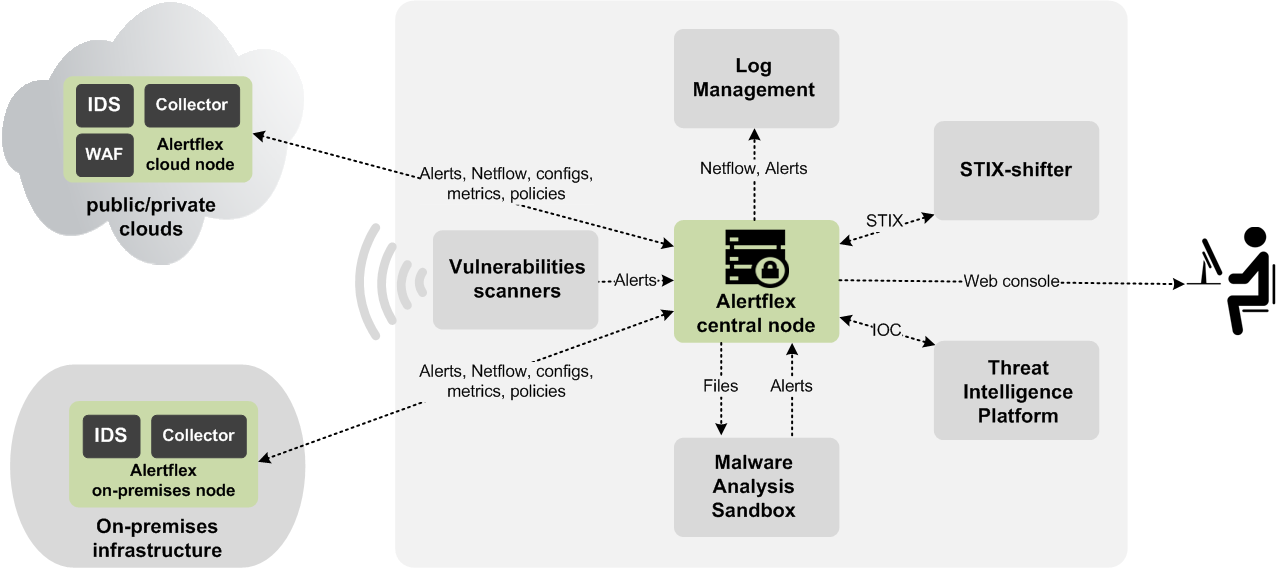 IDS
Collector
WAF
Alertflex
cloud node
public/private
clouds
Alerts, Netflow, configs,
metrics, policies
Log
Management
Netflow, Alerts
STIX-shifter
STIX
Vulnerabilities
scanners
Alerts
Alertflex
central node
Web console
IOC
Threat
Intelligence
Platform
Alerts, Netflow, configs,
metrics, policies
Files
Alerts
Malware
Analysis
Sandbox
IDS
Collector
Alertflex
on-premises node
On-premises
infrastructure